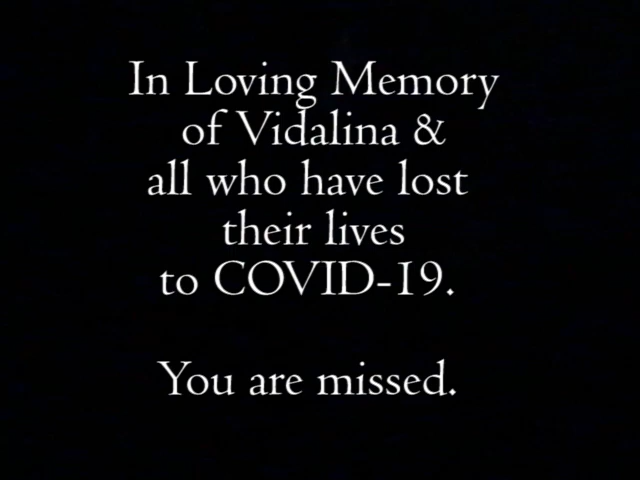 In Loving Memory
of Vidalina &
all who have lost
their lives
to COVID-19.
You are missed.